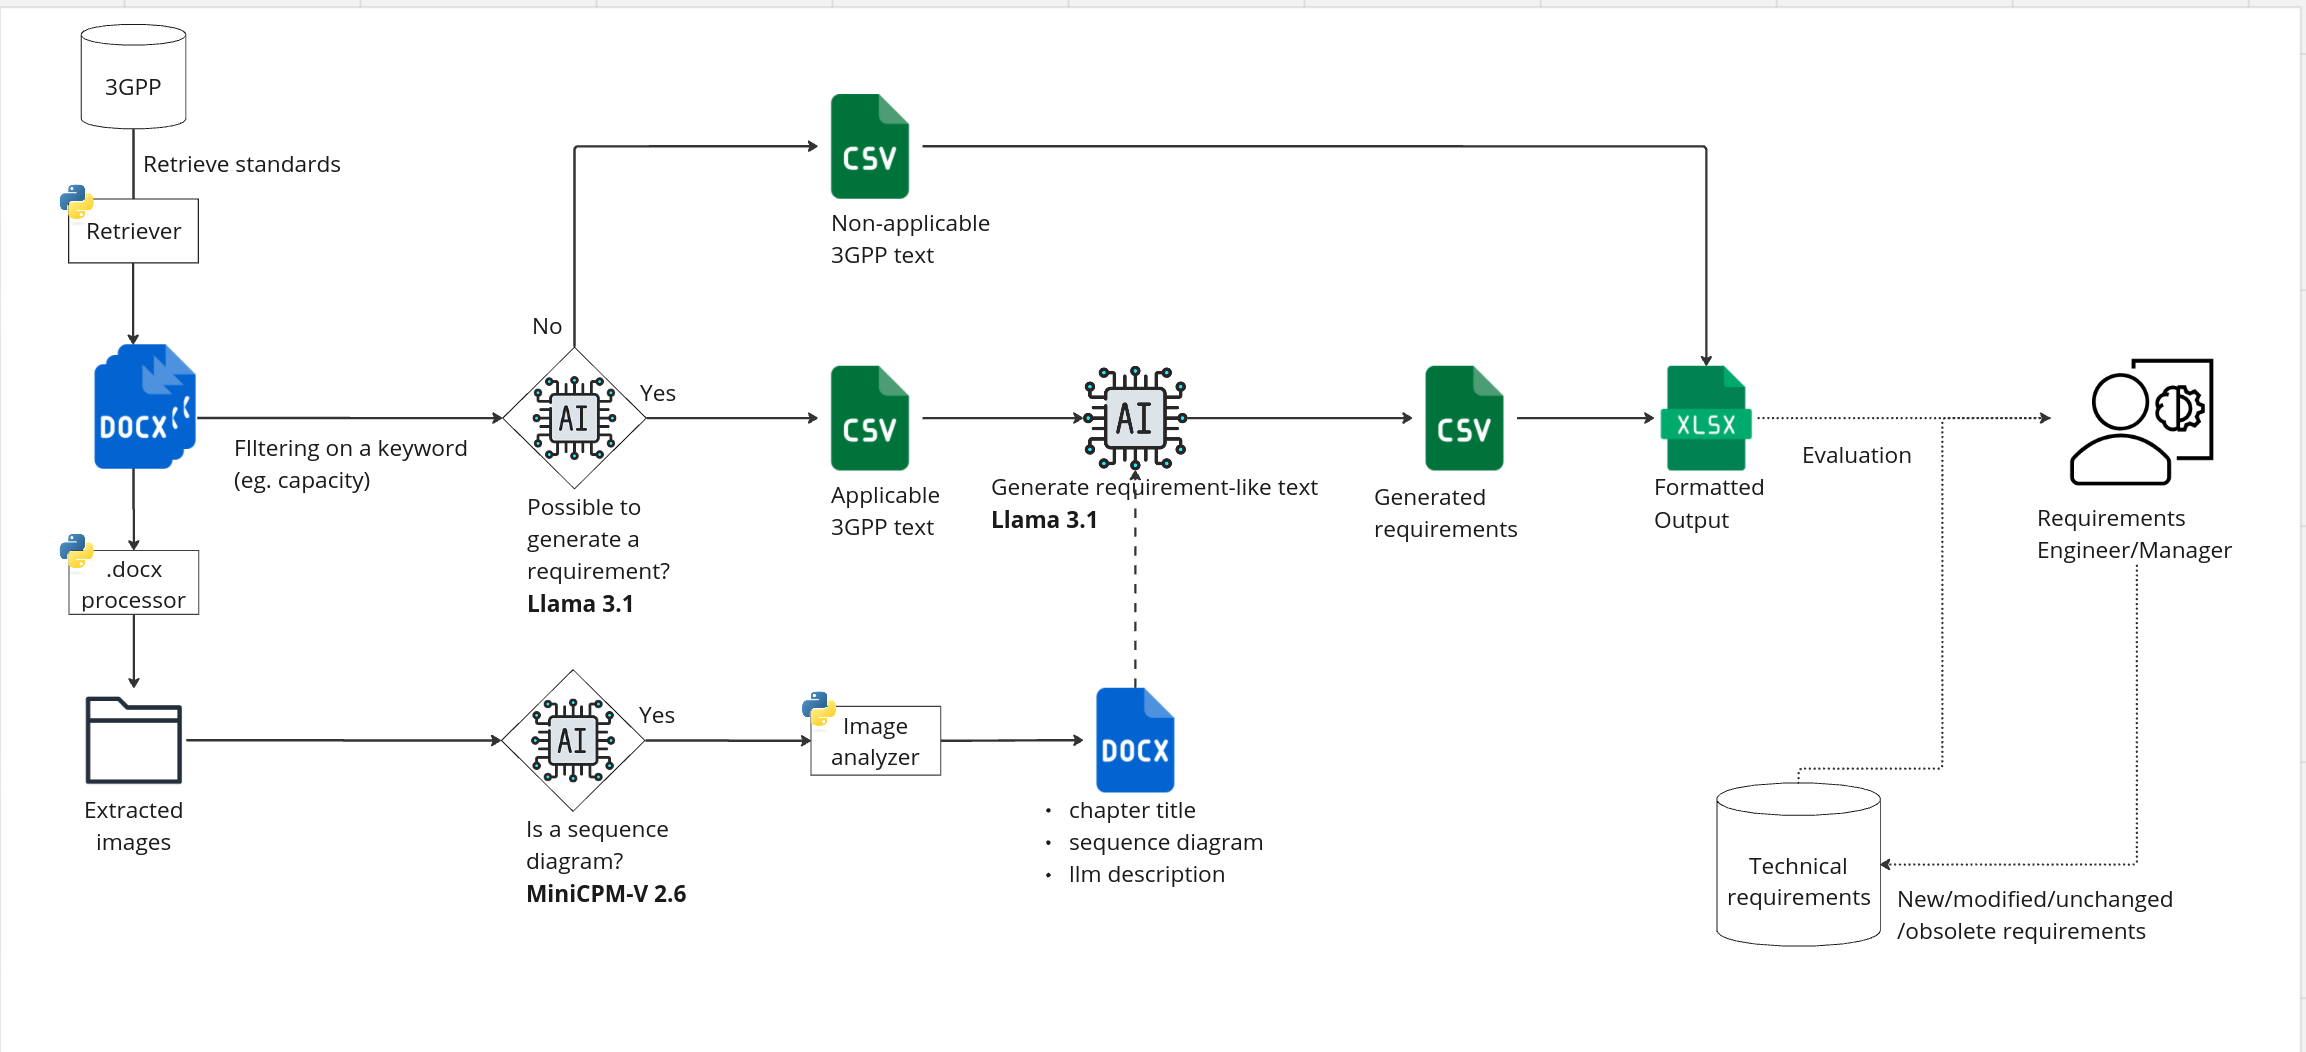 3GPP
Retrieve standards
Retriever
DOCX
FIltering on a keyword
(eg. capacity)
.docx
processor
Extracted
images
No
Yes
AI
Possible to
generate a
requirement?
Llama 3.1
CSV
Non-applicable
3GPP text
CSV
Applicable
3GPP text
AI
Generate requirement-like text
Llama 3.1
CSV
Generated
requirements
XLSX
Formatted
Output
Evaluation
Requirements
Engineer/Manager
AI
Yes
Is a sequence
diagram?
MiniCPM-V 2.6
Image
analyzer
DOCX
• chapter title
• sequence diagram
• llm description
Technical
requirements
New/modified/unchanged
/obsolete requirements